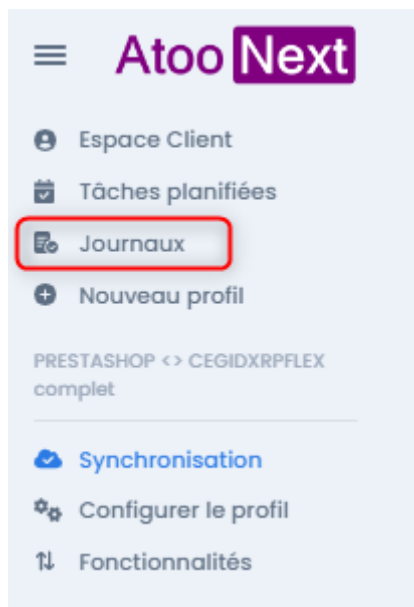 Atoo Next
Espace Client
Tâches planifiées
Journaux
Nouveau profil
PRESTASHOP <> CEGIDXRPFLEX
complet
Synchronisation
Configurer le profil
Fonctionnalités